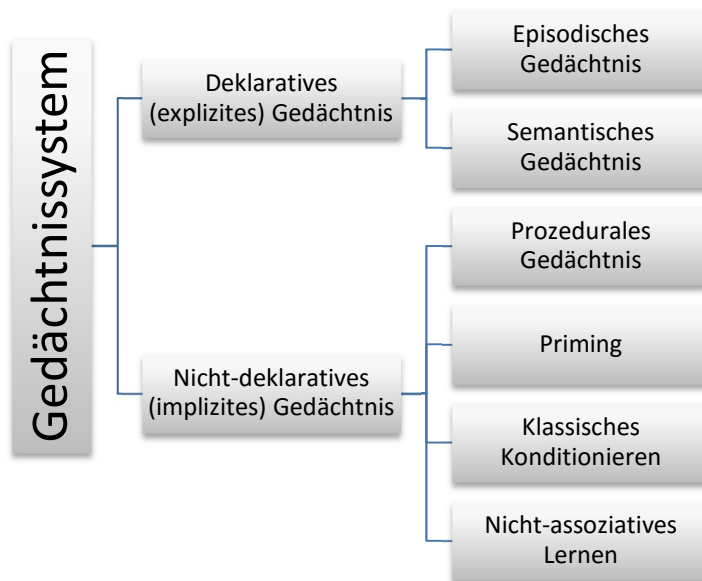 Gedächtnissystem
Deklaratives
(explizites) Gedächtnis
Episodisches
Gedächtnis
Semantisches
Gedächtnis
Nicht-deklaratives
(implizites) Gedächtnis
Prozedurales
Gedächtnis
Priming
Klassisches
Konditionieren
Nicht-assoziatives
Lernen